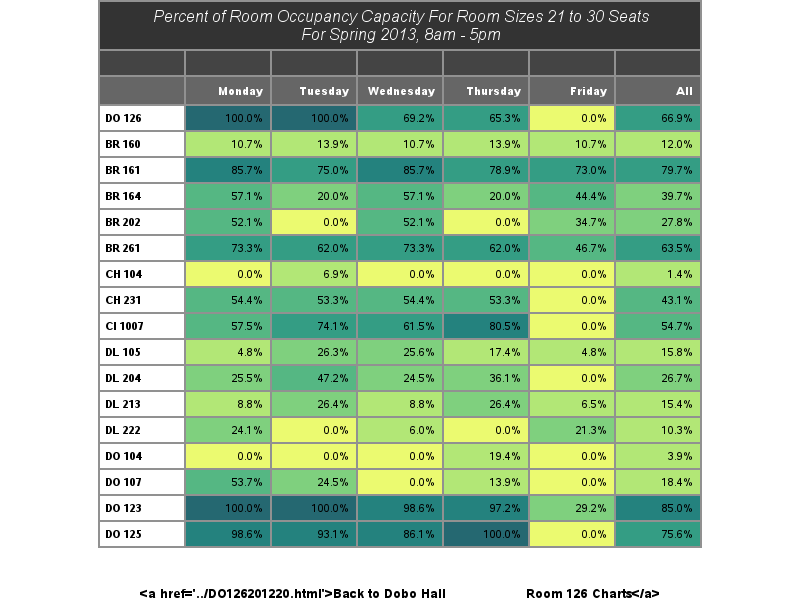 Percent of Room Occupancy Capacity For Room Sizes 21 to 30 Seats
For Spring 2013, 8am - 5pm
Monday Tuesday Wednesday Thursday Friday All
DO 126 100.0% 100.0% 69.2% 65.3% 0.0% 66.9%
BR 160 10.7% 13.9% 10.7% 13.9% 10.7% 12.0%
BR 161 85.7% 75.0% 85.7% 78.9% 73.0% 79.7%
BR 164 57.1% 20.0% 57.1% 20.0% 44.4% 39.7%
BR 202 52.1% 0.0% 52.1% 0.0% 34.7% 27.8%
BR 261 73.3% 62.0% 73.3% 62.0% 46.7% 63.5%
CH 104 0.0% 6.9% 0.0% 0.0% 0.0% 1.4%
CH 231 54.4% 53.3% 54.4% 53.3% 0.0% 43.1%
CI 1007 57.5% 74.1% 61.5% 80.5% 0.0% 54.7%
DL 105 4.8% 26.3% 25.6% 17.4% 4.8% 15.8%
DL 204 25.5% 47.2% 24.5% 36.1% 0.0% 26.7%
DL 213 8.8% 26.4% 8.8% 26.4% 6.5% 15.4%
DL 222 24.1% 0.0% 6.0% 0.0% 21.3% 10.3%
DO 104 0.0% 0.0% 0.0% 19.4% 0.0% 3.9%
DO 107 53.7% 24.5% 0.0% 13.9% 0.0% 18.4%
DO 123 100.0% 100.0% 98.6% 97.2% 29.2% 85.0%
DO 125 98.6% 93.1% 86.1% 100.0% 0.0% 75.6%
<a href='../DO126201220.html'>Back to Dobo Hall Room 126 Charts</a>